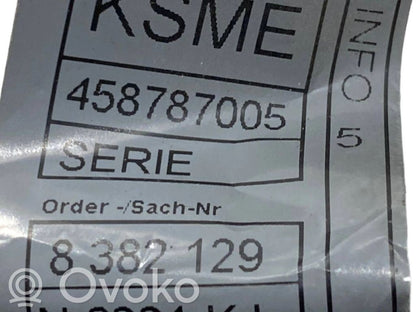 KSME
458787005
SERIE
Order -/Sach-Nr
8 382 129
INFO 5
Ovoko